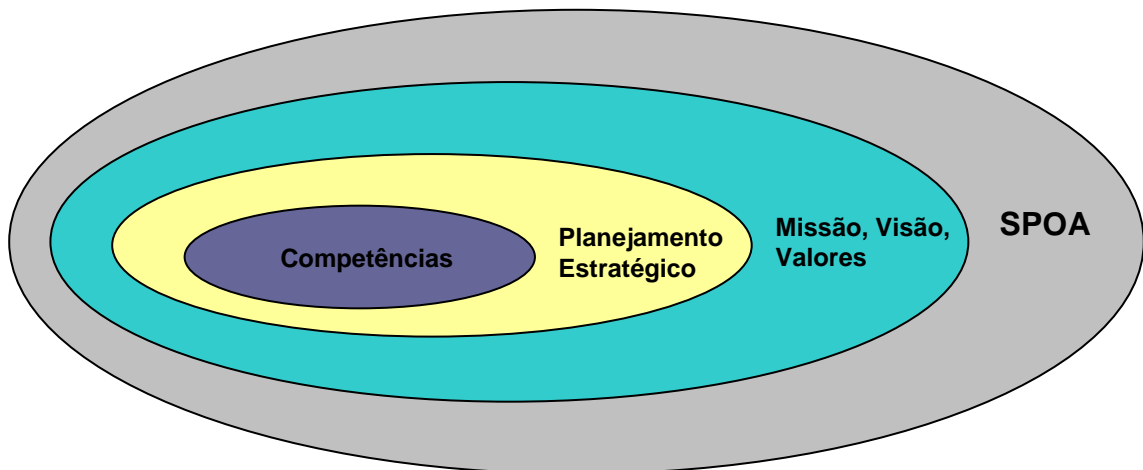 Competências
Planejamento
Estratégico
Missão, Visão,
Valores
SPOA